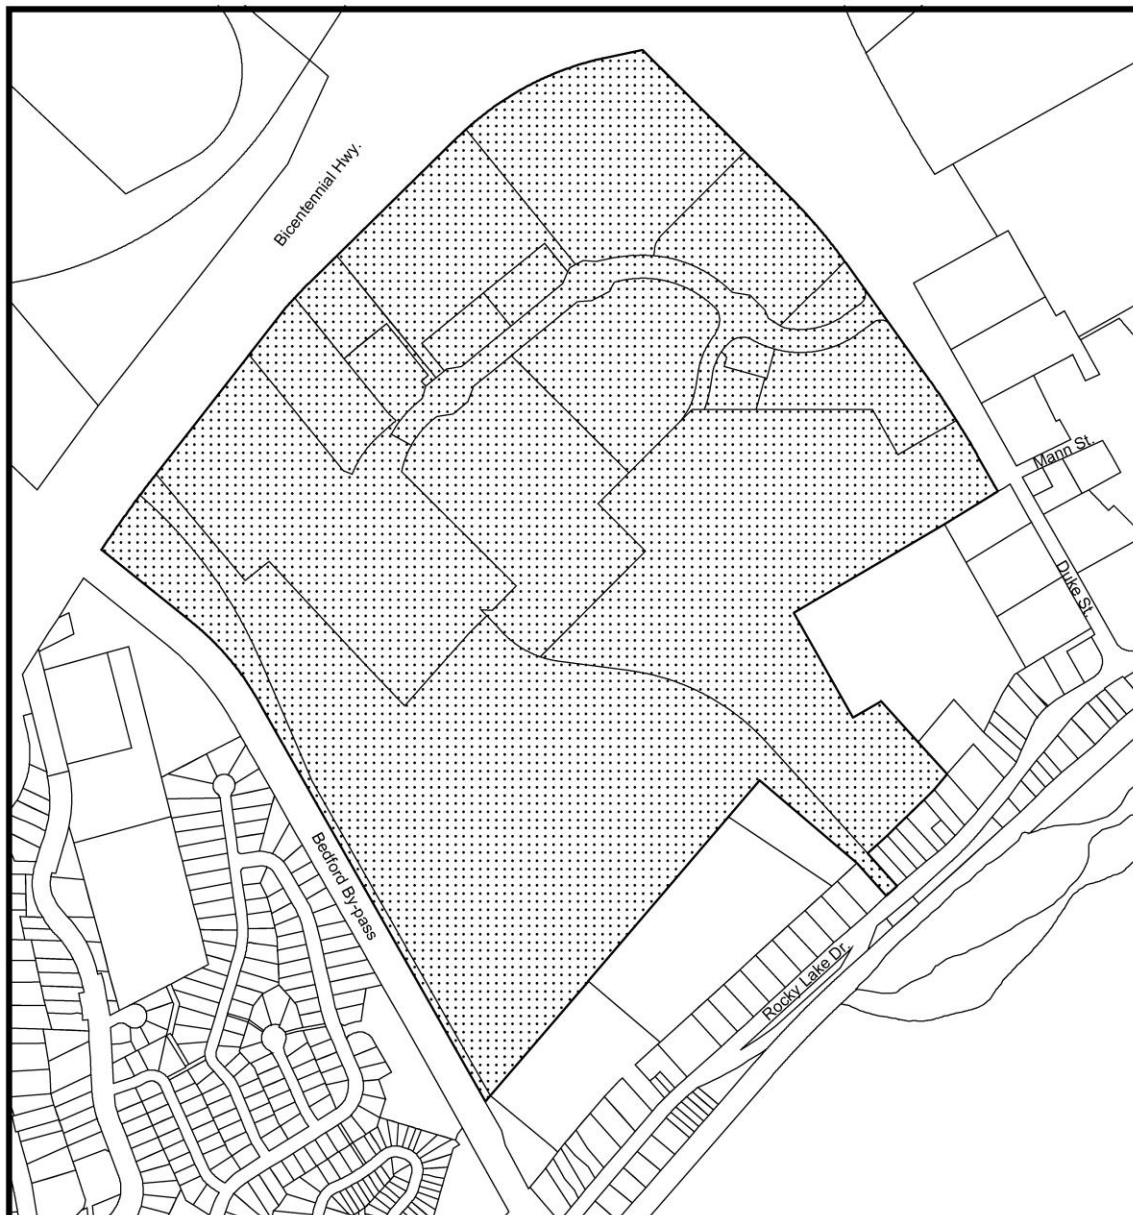 Bicentennial Hwy.
Mann St.
Duke St.
Bedford By-pass
Rocky Lake Dr.